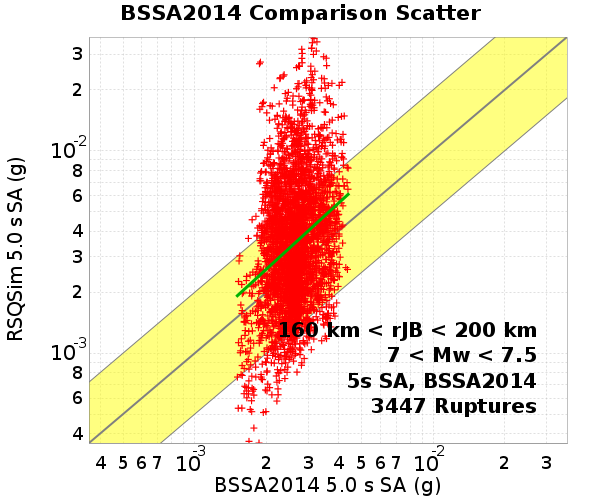 BSSA2014 Comparison Scatter
RSQSim 5.0 s SA (g)
3
2
10-2
8
6
4
3
2
10-3
8
6
4
160 km < rJB < 200 km
7 < Mw < 7.5
5s SA, BSSA2014
3447 Ruptures
4 5 6 7 10-3 2 3 4 5 6 7 10-2 2 3
BSSA2014 5.0 s SA (g)